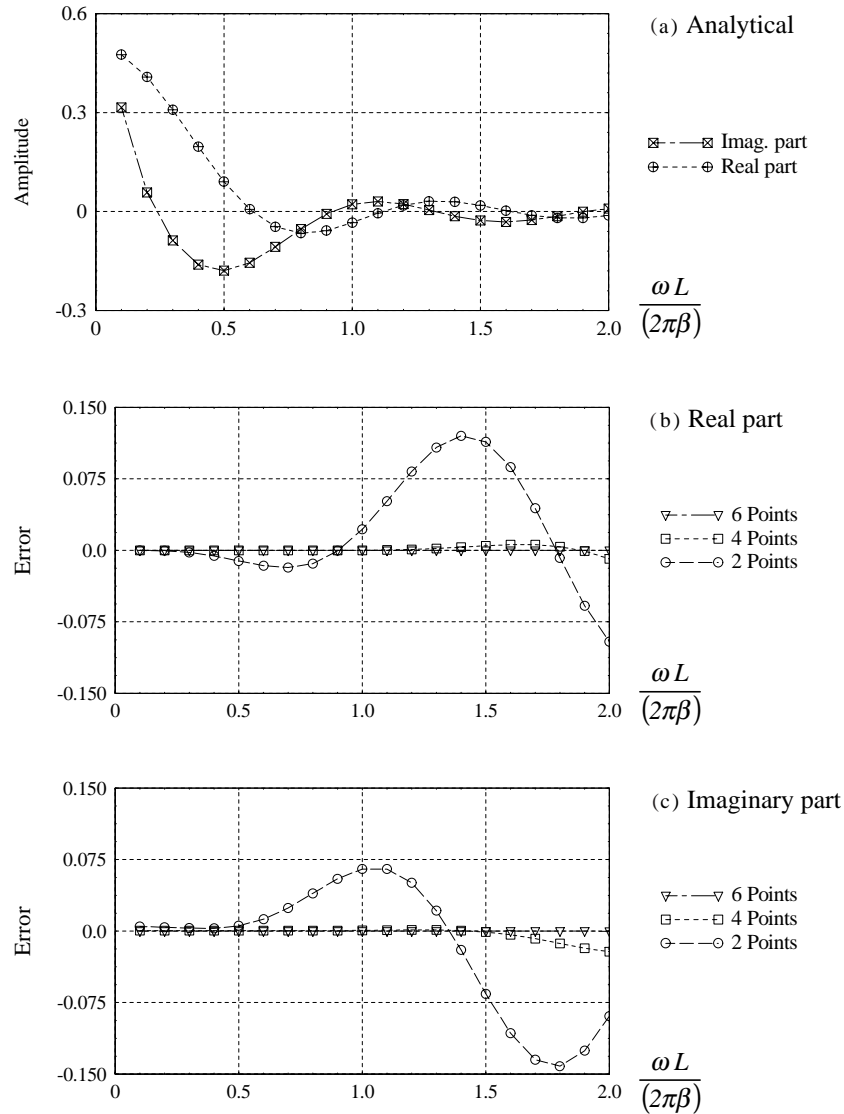 (a) Analytical
0.6
0.3
0
-0.3
Amplitude
Imag. part
Real part
0 0.5 1.0 1.5 2.0
ω L
(2πβ)
(b) Real part
0.150
0.075
0.0
-0.075
-0.150
Error
6 Points
4 Points
2 Points
0 0.5 1.0 1.5 2.0
ω L
(2πβ)
(c) Imaginary part
0.150
0.075
0.0
-0.075
-0.150
Error
6 Points
4 Points
2 Points
0 0.5 1.0 1.5 2.0
ω L
(2πβ)